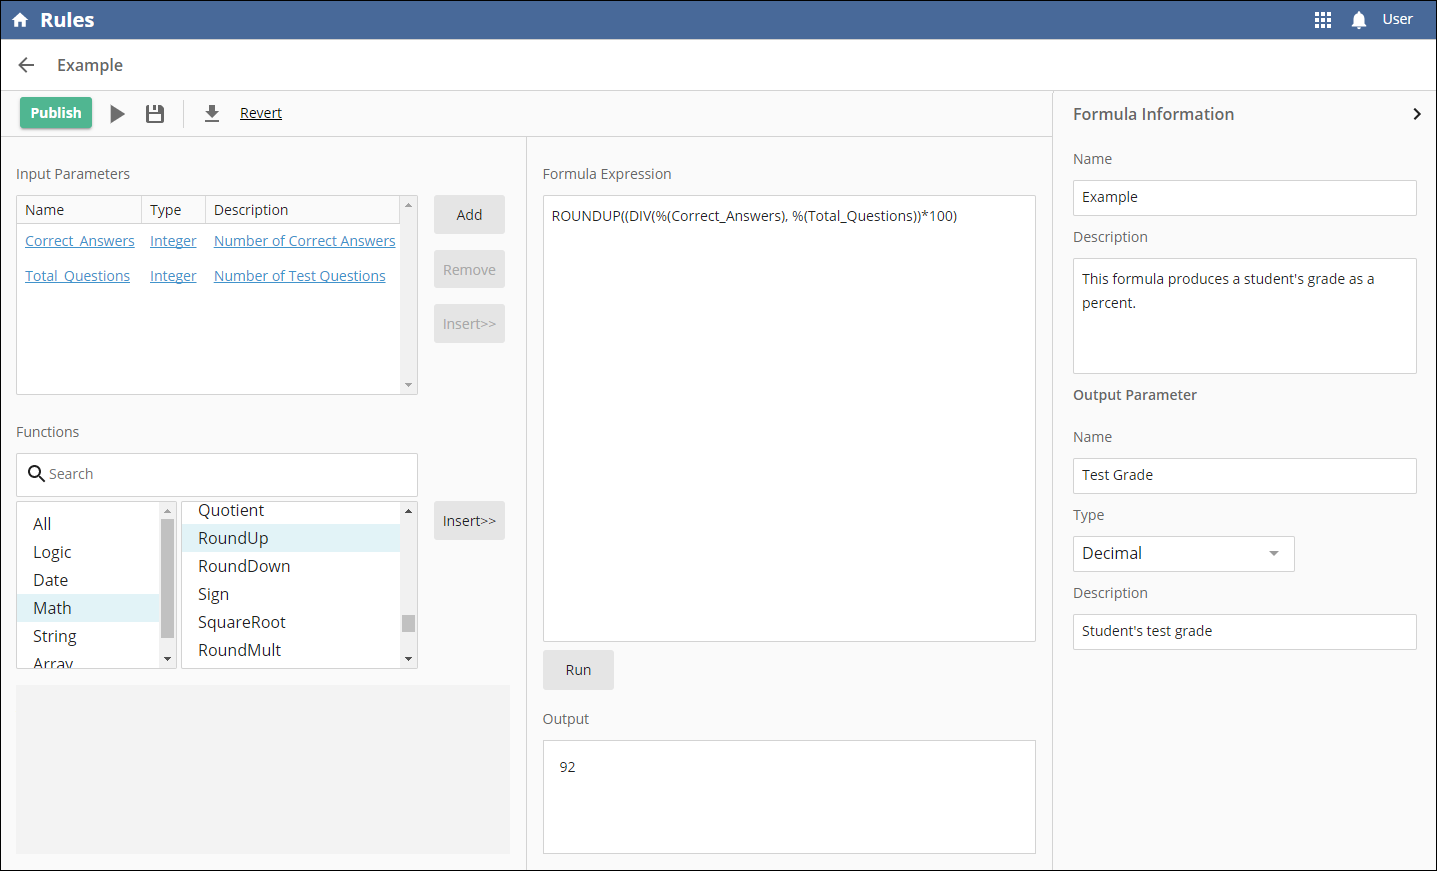 Rules
User
Example
Publish
Revert
Input Parameters
Name Type Description
Correct_Answers Integer Number of Correct Answers
Total_Questions Integer Number of Test Questions
Add
Remove
Insert>>
Functions
Search
All
Logic
Date
Math
String
Array
Quotient
RoundUp
RoundDown
Sign
SquareRoot
RoundMult
Insert>>
Formula Expression
ROUNDUP((DIV(%(Correct_Answers), %(Total_Questions))*100)
Run
Output
92
Formula Information
Name
Example
Description
This formula produces a student's grade as a
percent.
Output Parameter
Name
Test Grade
Type
Decimal
Description
Student's test grade